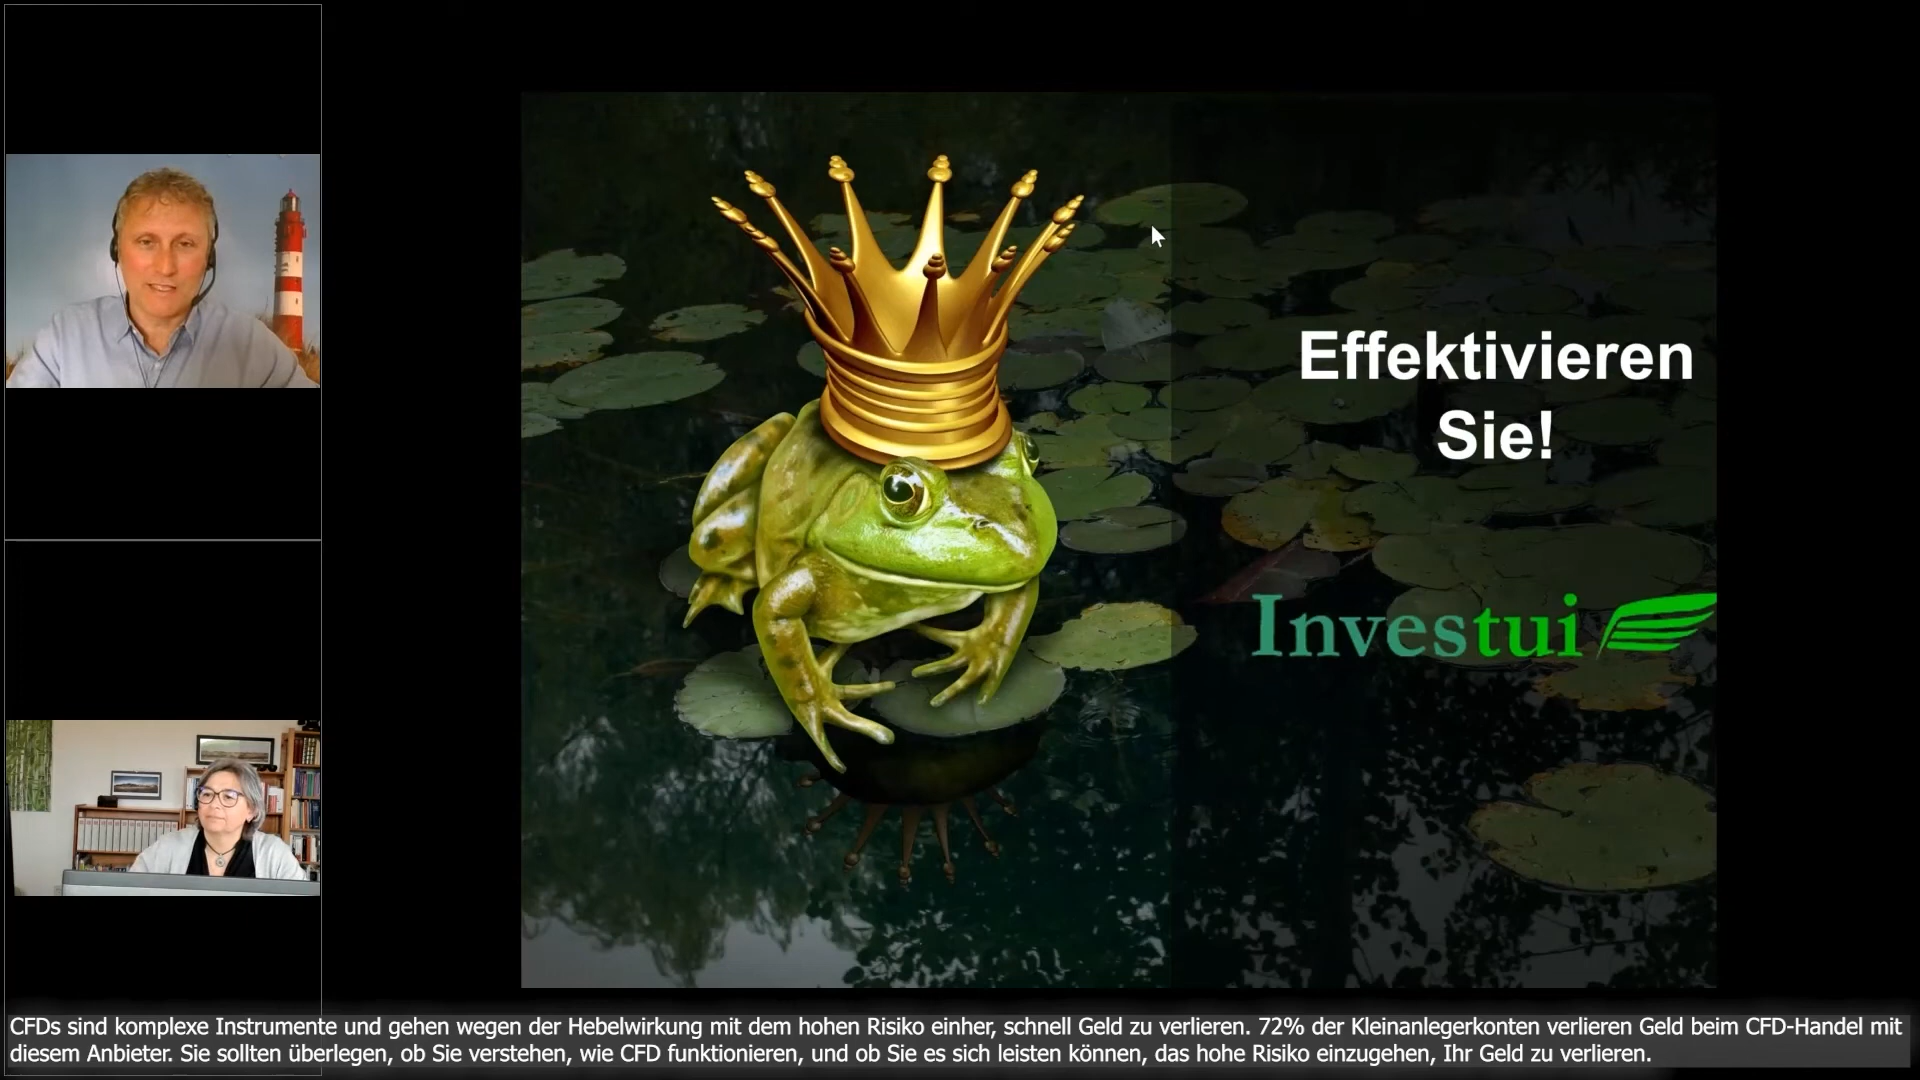 Effektivieren
Sie!
Investui
CFDs sind komplexe Instrumente und gehen wegen der Hebelwirkung mit dem hohen Risiko einher, schnell Geld zu verlieren. 72% der Kleinanlegerkonten verlieren Geld beim CFD-Handel mit
diesem Anbieter. Sie sollten überlegen, ob Sie verstehen, wie CFD funktionieren, und ob Sie es sich leisten können, das hohe Risiko einzugehen, Ihr Geld zu verlieren.